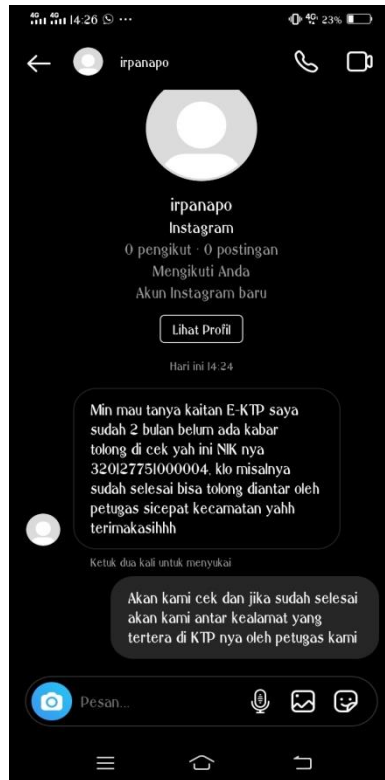 14:26
4G 23%
irpanapo
irpanapo
Instagram
0 pengikut · 0 postingan
Mengikuti Anda
Akun Instagram baru
Lihat Profil
Hari ini 14:24
Min mau tanya kaitan E-KTP saya
sudah 2 bulan belum ada kabar
tolong di cek yah ini NIK nya
320127751000004, klo misalnya
sudah selesai bisa tolong diantar oleh
petugas sicepat kecamatan yahh
terimakasihhh
Ketuk dua kali untuk menyukai
Akan kami cek dan jika sudah selesai
akan kami antar kealamat yang
tertera di KTP nya oleh petugas kami
Pesan...